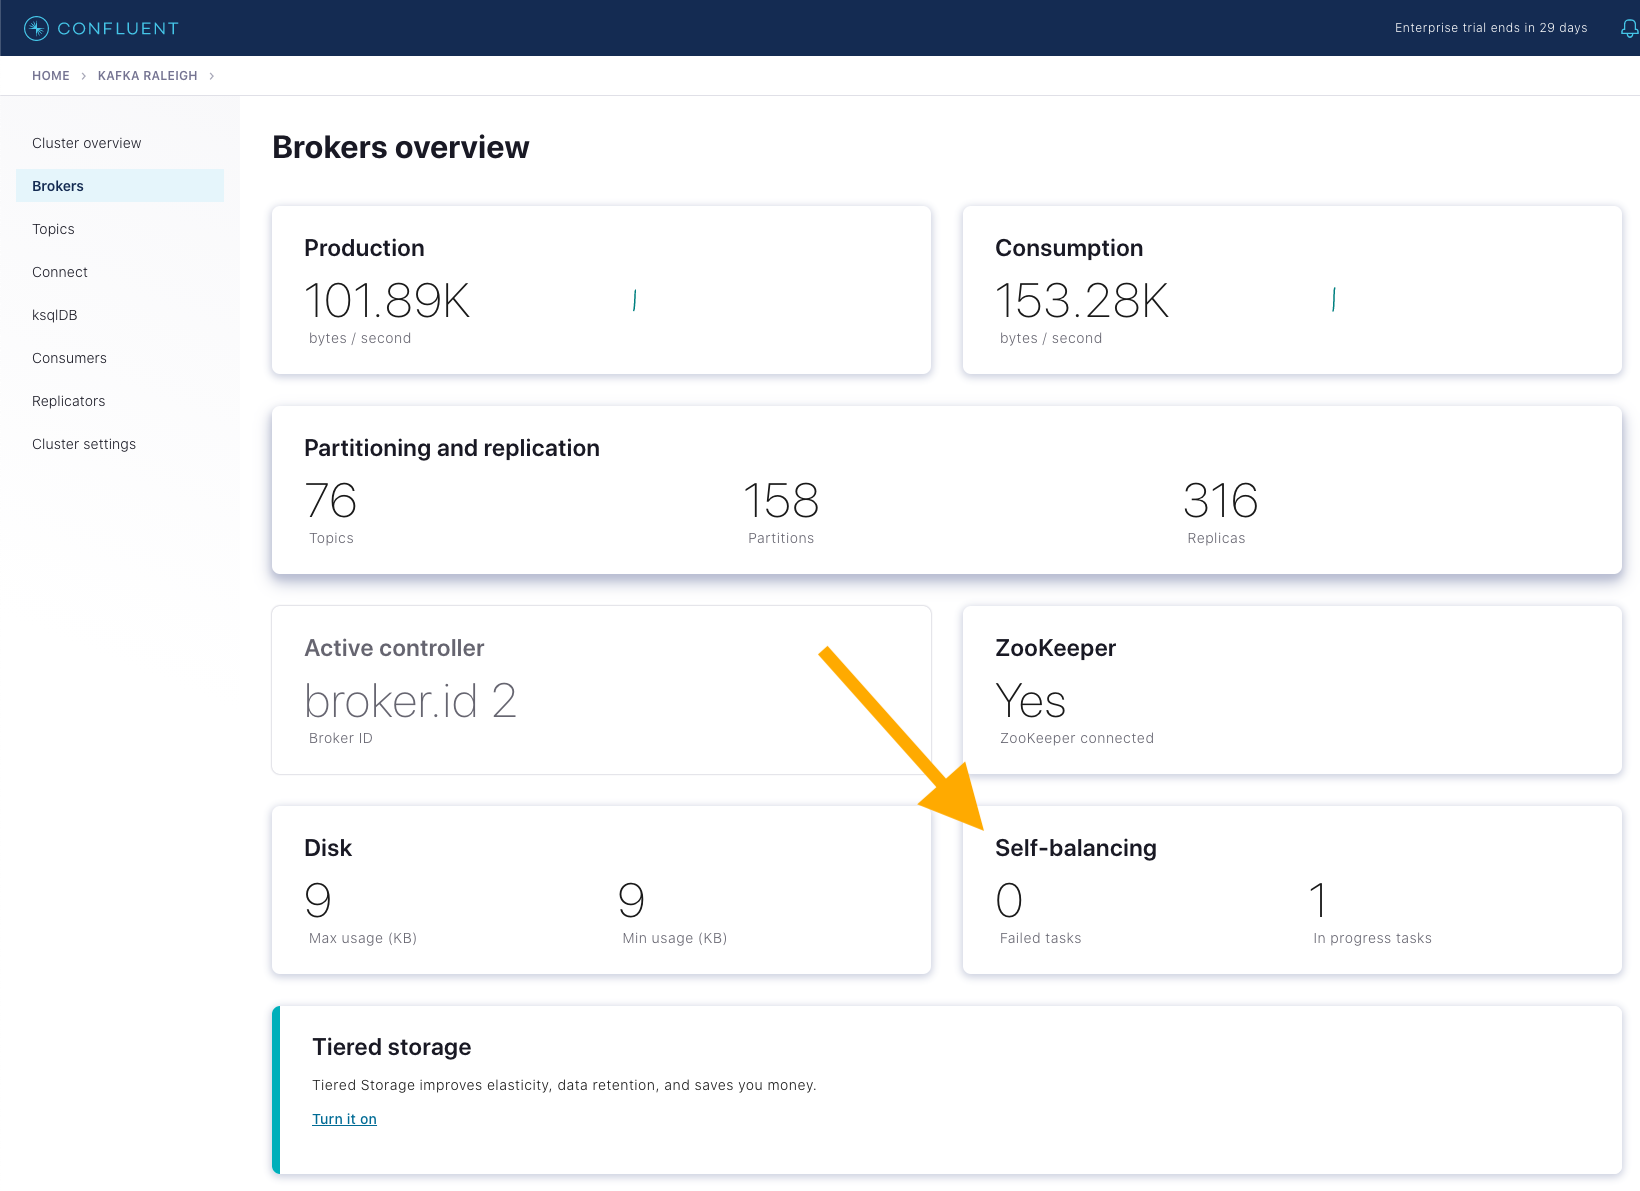 CONFLUENT
Enterprise trial ends in 29 days
HOME > KAFKA RALEIGH >
Cluster overview
Brokers
Topics
Connect
ksqlDB
Consumers
Replicators
Cluster settings
Brokers overview
Production
101.89K
bytes / second
Consumption
153.28K
bytes / second
Partitioning and replication
76
Topics
158
Partitions
316
Replicas
Active controller
broker.id 2
Broker ID
ZooKeeper
Yes
ZooKeeper connected
Disk
9
Max usage (KB)
9
Min usage (KB)
Self-balancing
0
Failed tasks
1
In progress tasks
Tiered storage
Tiered Storage improves elasticity, data retention, and saves you money.
Turn it on